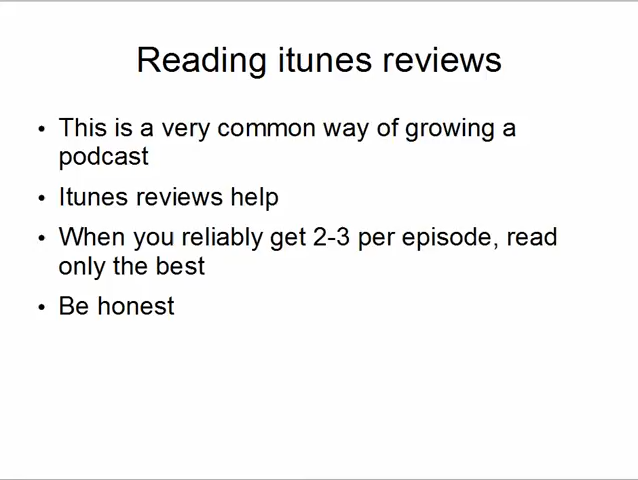 Reading itunes reviews
• This is a very common way of growing a
podcast
• Itunes reviews help
• When you reliably get 2-3 per episode, read
only the best
• Be honest